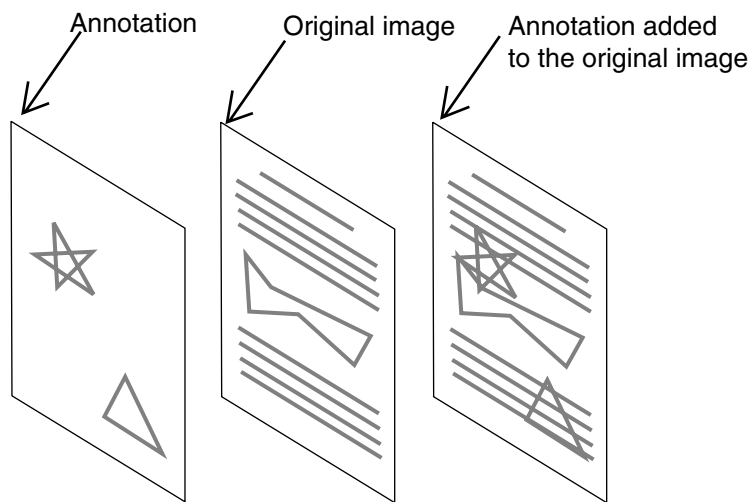 Annotation
Original image
Annotation added
to the original image